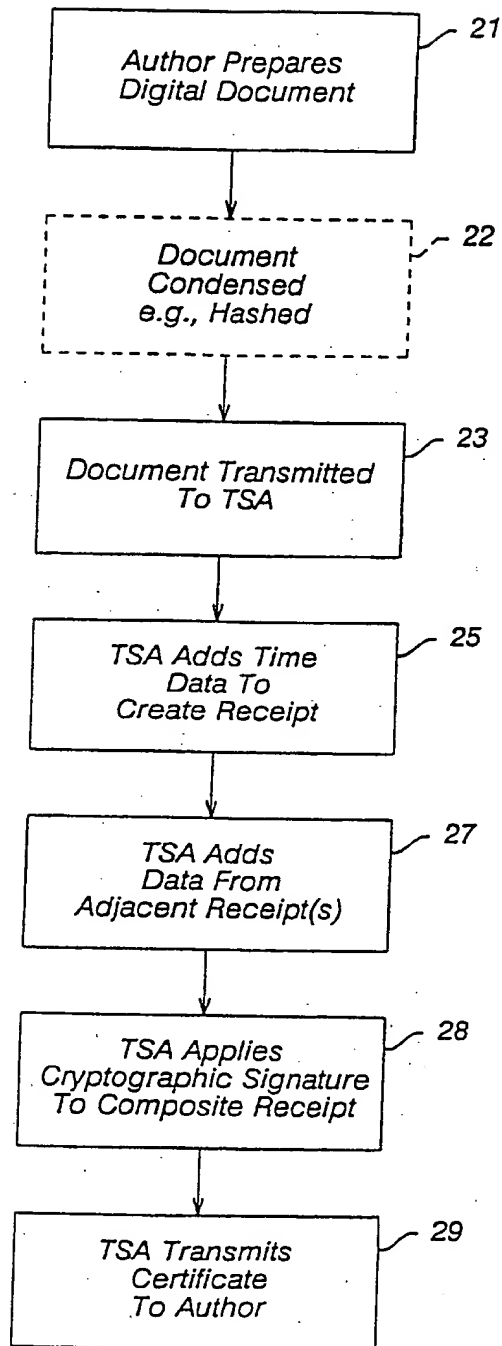 21
Author Prepares
Digital Document
22
Document
Condensed
e.g., Hashed
23
Document Transmitted
To TSA
25
TSA Adds Time
Data To
Create Receipt
27
TSA Adds
Data From
Adjacent Receipt(s)
28
TSA Applies
Cryptographic Signature
To Composite Receipt
29
TSA Transmits
Certificate
To Author